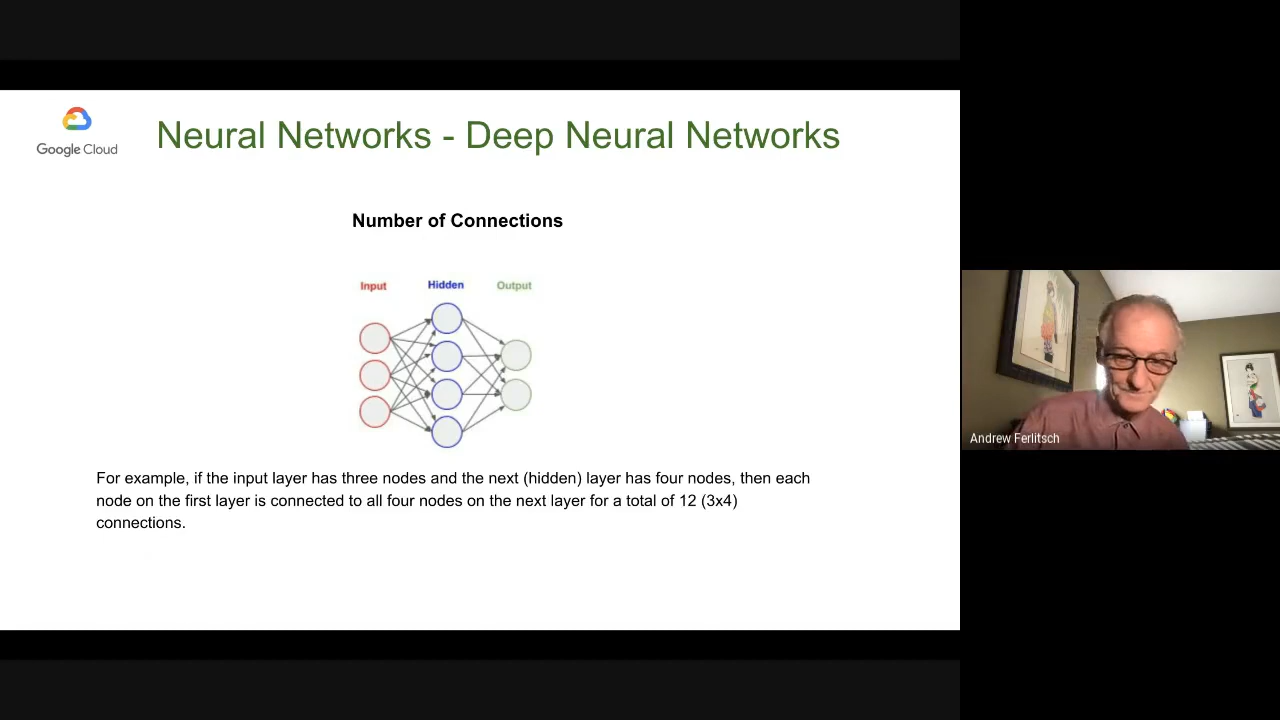 Google Cloud
Neural Networks - Deep Neural Networks
Number of Connections
Input Hidden Output
For example, if the input layer has three nodes and the next (hidden) layer has four nodes, then each
node on the first layer is connected to all four nodes on the next layer for a total of 12 (3x4)
connections.
Andrew Ferlitsch